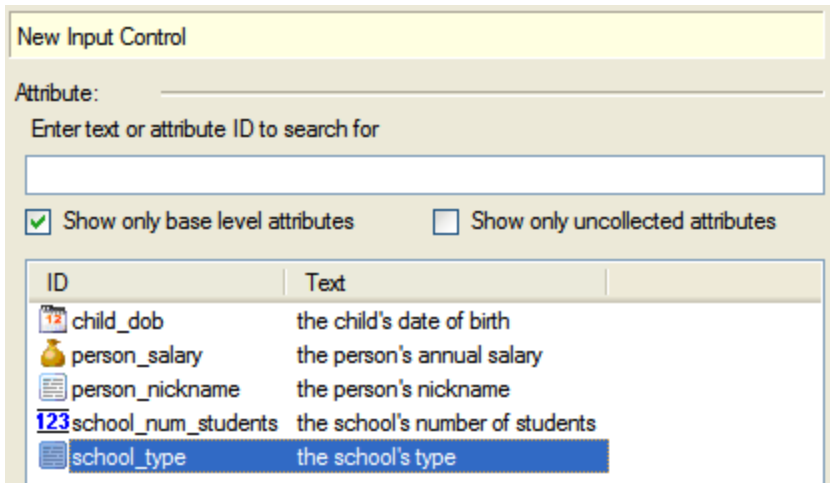 New Input Control
Attribute:
Enter text or attribute ID to search for
Show only base level attributes Show only uncollected attributes
ID Text
12 child_dob the child's date of birth
person_salary the person's annual salary
person_nickname the person's nickname
123 school_num_students the school's number of students
school_type the school's type